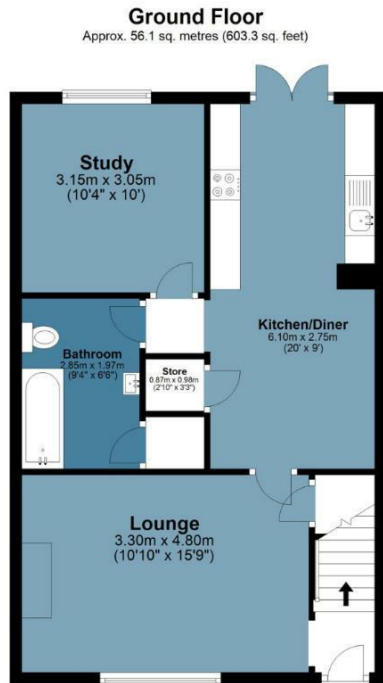 Ground Floor
Approx. 56.1 sq. metres (603.3 sq. feet)
Study
3.15m x 3.05m
(10'4" x 10')
Kitchen/Diner
6.10m x 2.75m
(20' x 9')
Bathroom
2.85m x 1.97m
(9'4" x 6'6")
Store
0.87m x 0.98m
(2'10" x 3'3")
Lounge
3.30m x 4.80m
(10'10" x 15'9")